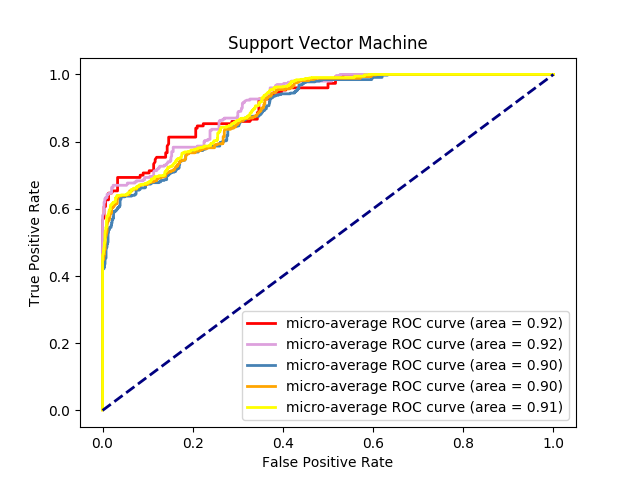 Support Vector Machine
1.0
0.8
0.6
0.4
0.2
0.0
True Positive Rate
micro-average ROC curve (area = 0.92)
micro-average ROC curve (area = 0.92)
micro-average ROC curve (area = 0.90)
micro-average ROC curve (area = 0.90)
micro-average ROC curve (area = 0.91)
0.0 0.2 0.4 0.6 0.8 1.0
False Positive Rate